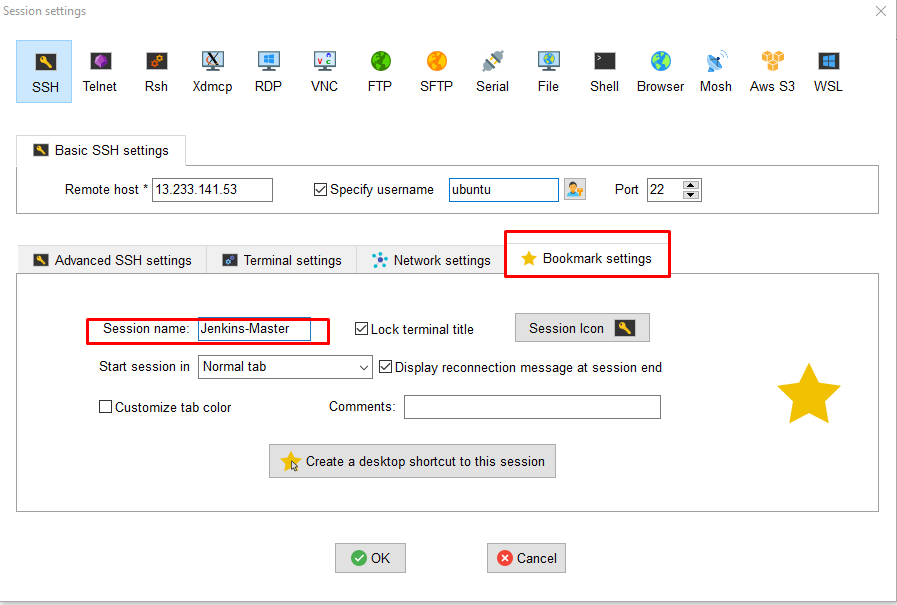 Session settings
SSH Telnet Rsh Xdmcp RDP VNC FTP SFTP Serial File Shell Browser Mosh Aws S3 WSL
Basic SSH settings
Remote host * 13.233.141.53 Specify username ubuntu Port 22
Advanced SSH settings Terminal settings Network settings Bookmark settings
Session name: Jenkins-Master Lock terminal title Session Icon
Start session in Normal tab Display reconnection message at session end
Customize tab color Comments:
Create a desktop shortcut to this session
OK Cancel